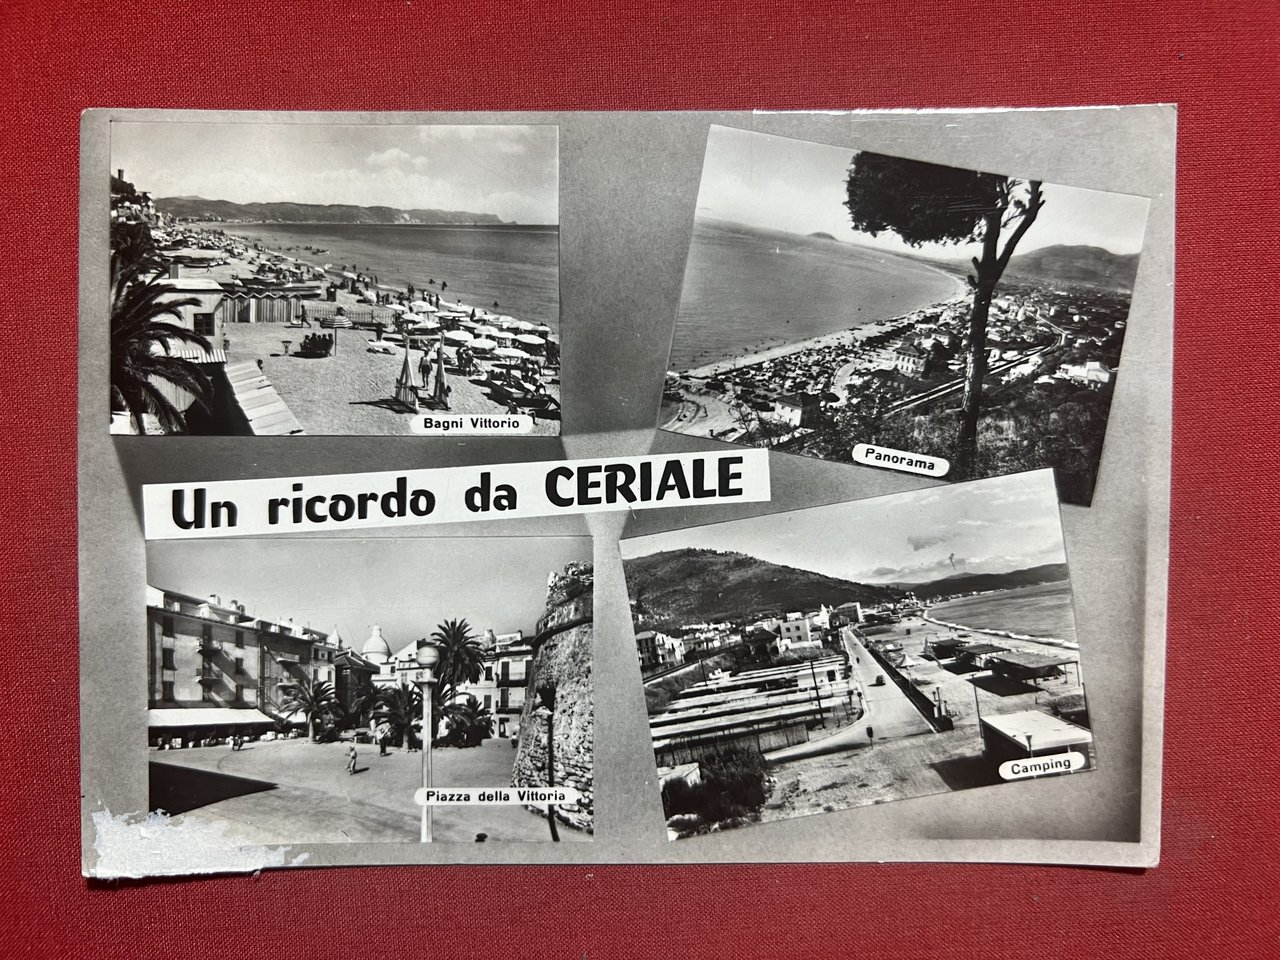 Bagni Vittorio
Panorama
Un ricordo da CERIALE
Piazza della Vittoria
Camping